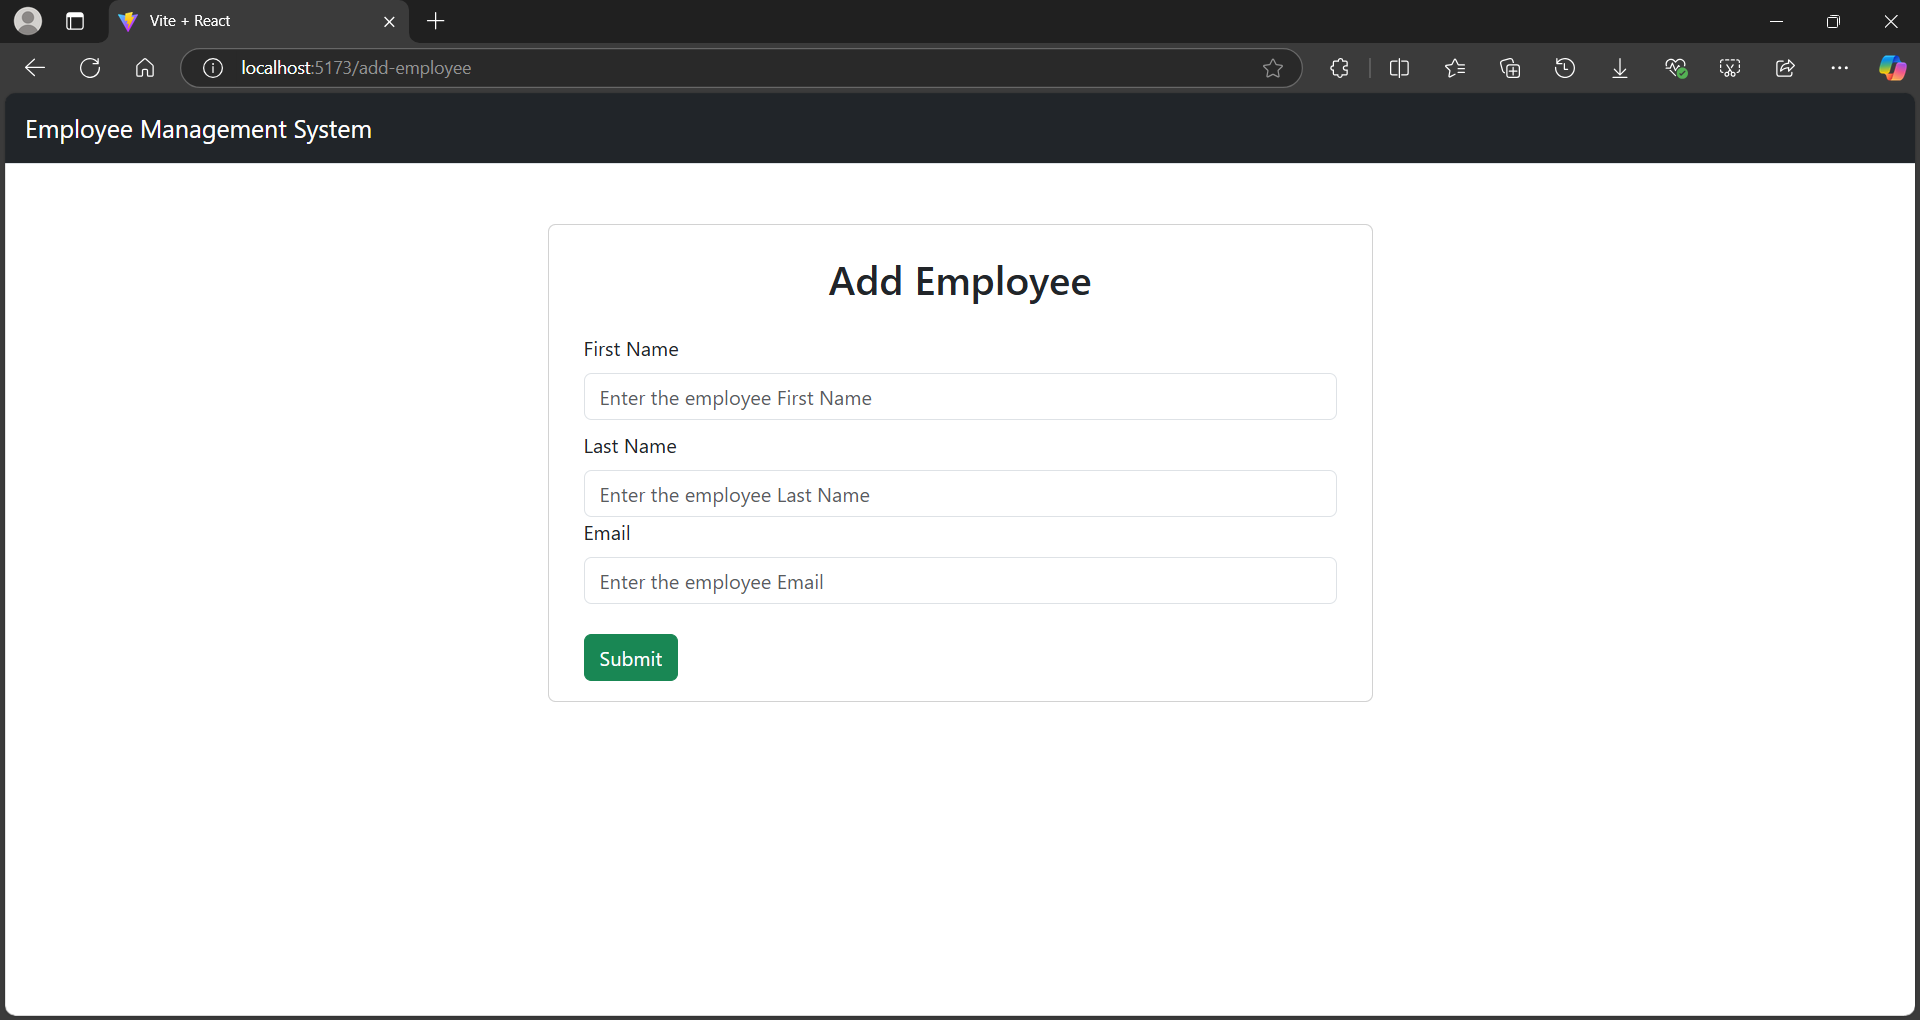 Vite + React
localhost:5173/add-employee
Employee Management System
Add Employee
First Name
Enter the employee First Name
Last Name
Enter the employee Last Name
Email
Enter the employee Email
Submit